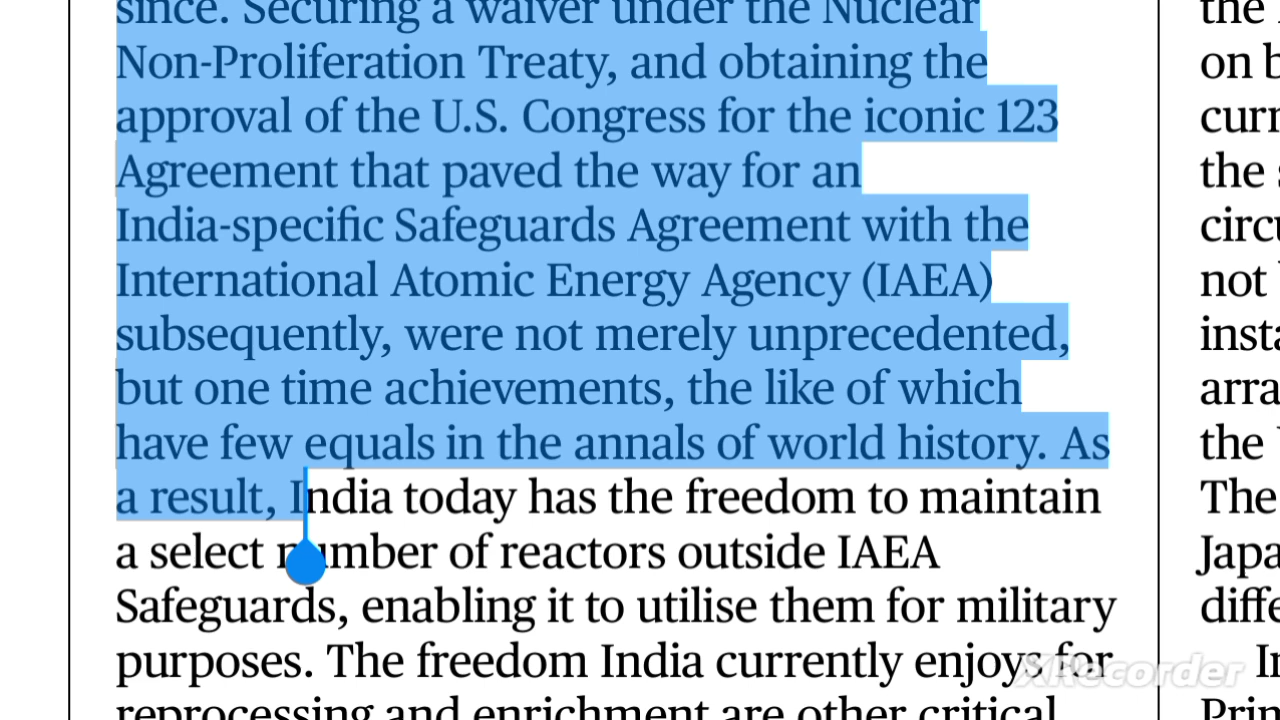 since. Securing a waiver under the Nuclear
Non-Proliferation Treaty, and obtaining the
approval of the U.S. Congress for the iconic 123
Agreement that paved the way for an
India-specific Safeguards Agreement with the
International Atomic Energy Agency (IAEA)
subsequently, were not merely unprecedented,
but one time achievements, the like of which
have few equals in the annals of world history. As
a result, India today has the freedom to maintain
a select number of reactors outside IAEA
Safeguards, enabling it to utilise them for military
purposes. The freedom India currently enjoys for
reprocessing and enrichment are other critical
the
on b
curr
the s
circu
not
insta
arra
the
The
Japa
diffe
In
Prin
XRecorder